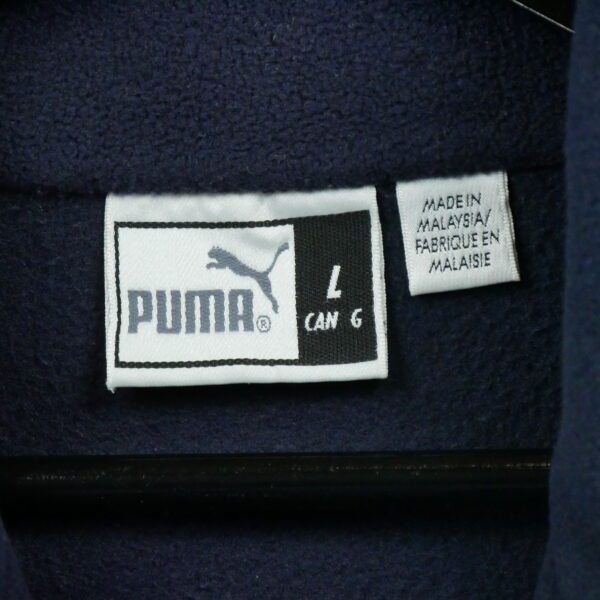 PUMA®
L
CAN G
MADE IN
MALAYSIA/
FABRIQUE EN
MALAISIE